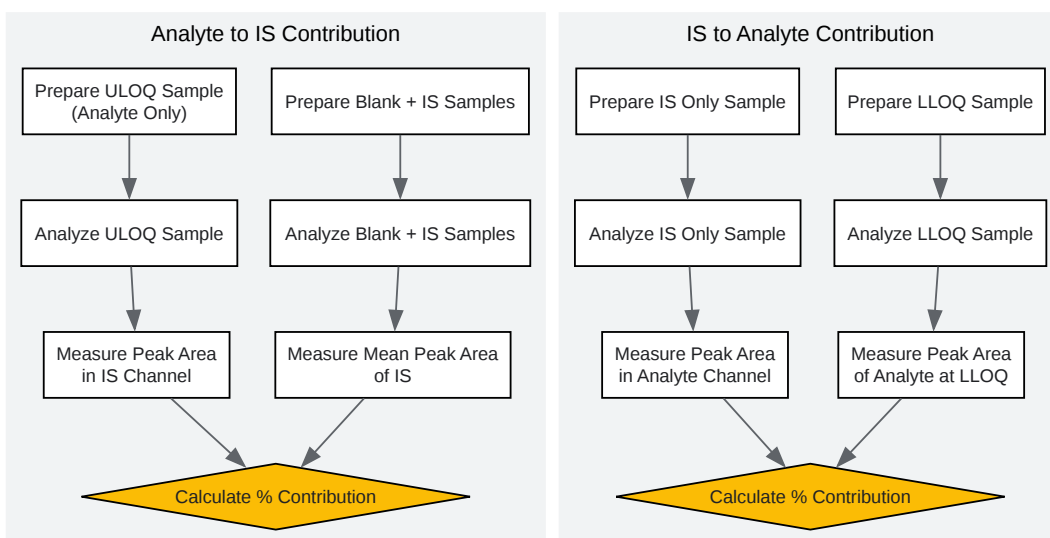 Analyte to IS Contribution
Prepare ULOQ Sample
(Analyte Only)
Prepare Blank + IS Samples
Analyze ULOQ Sample
Analyze Blank + IS Samples
Measure Peak Area
in IS Channel
Measure Mean Peak Area
of IS
Calculate % Contribution
IS to Analyte Contribution
Prepare IS Only Sample
Prepare LLOQ Sample
Analyze IS Only Sample
Analyze LLOQ Sample
Measure Peak Area
in Analyte Channel
Measure Peak Area
of Analyte at LLOQ
Calculate % Contribution